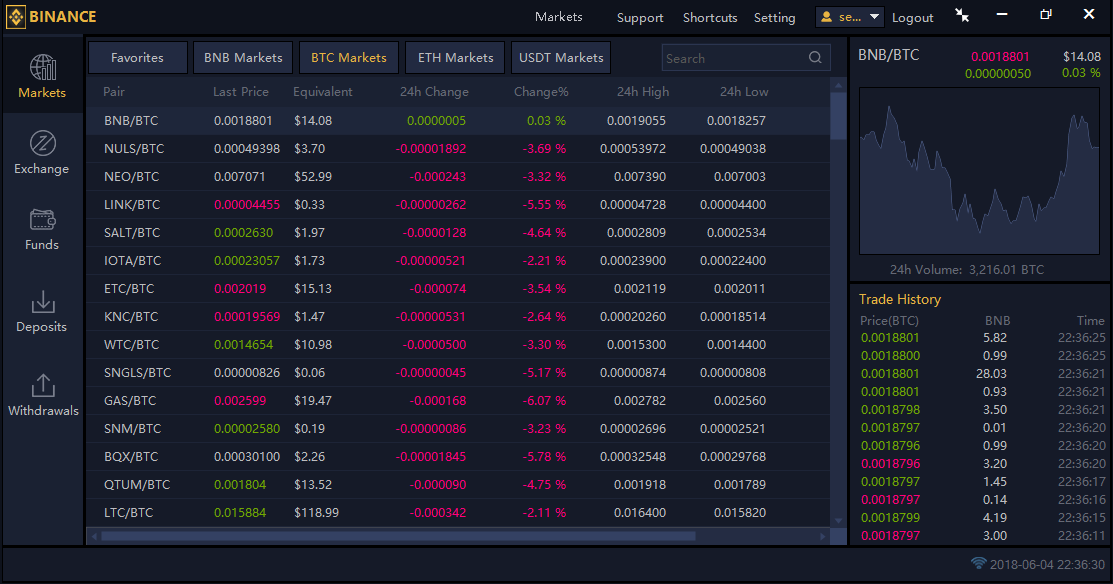 BINANCE Markets Support Shortcuts Setting se... Logout
Markets
Exchange
Funds
Deposits
Withdrawals
Favorites BNB Markets BTC Markets ETH Markets USDT Markets Search
Pair Last Price Equivalent 24h Change Change% 24h High 24h Low
BNB/BTC 0.0018801 $14.08 0.0000005 0.03 % 0.0019055 0.0018257
NULS/BTC 0.00049398 $3.70 -0.00001892 -3.69 % 0.00053972 0.00049038
NEO/BTC 0.007071 $52.99 -0.000243 -3.32 % 0.007390 0.007003
LINK/BTC 0.00004455 $0.33 -0.00000262 -5.55 % 0.00004728 0.00004400
SALT/BTC 0.0002630 $1.97 -0.0000128 -4.64 % 0.0002809 0.0002534
IOTA/BTC 0.00023057 $1.73 -0.00000521 -2.21 % 0.00023900 0.00022400
ETC/BTC 0.002019 $15.13 -0.000074 -3.54 % 0.002119 0.002011
KNC/BTC 0.00019569 $1.47 -0.00000531 -2.64 % 0.00020260 0.00018514
WTC/BTC 0.0014654 $10.98 -0.0000500 -3.30 % 0.0015300 0.0014400
SNGLS/BTC 0.00000826 $0.06 -0.00000045 -5.17 % 0.00000874 0.00000808
GAS/BTC 0.002599 $19.47 -0.000168 -6.07 % 0.002782 0.002560
SNM/BTC 0.00002580 $0.19 -0.00000086 -3.23 % 0.00002696 0.00002521
BQX/BTC 0.00030100 $2.26 -0.00001845 -5.78 % 0.00032548 0.00029768
QTUM/BTC 0.001804 $13.52 -0.000090 -4.75 % 0.001918 0.001789
LTC/BTC 0.015884 $118.99 -0.000342 -2.11 % 0.016400 0.015820
BNB/BTC 0.0018801 $14.08
0.00000050 0.03 %
24h Volume: 3,216.01 BTC
Trade History
Price(BTC) BNB Time
0.0018801 5.82 22:36:25
0.0018800 0.99 22:36:25
0.0018801 28.03 22:36:21
0.0018801 0.93 22:36:21
0.0018798 3.50 22:36:21
0.0018797 0.01 22:36:20
0.0018796 0.99 22:36:20
0.0018796 3.20 22:36:20
0.0018797 1.45 22:36:17
0.0018797 0.14 22:36:16
0.0018799 4.19 22:36:15
0.0018797 3.00 22:36:11
2018-06-04 22:36:30